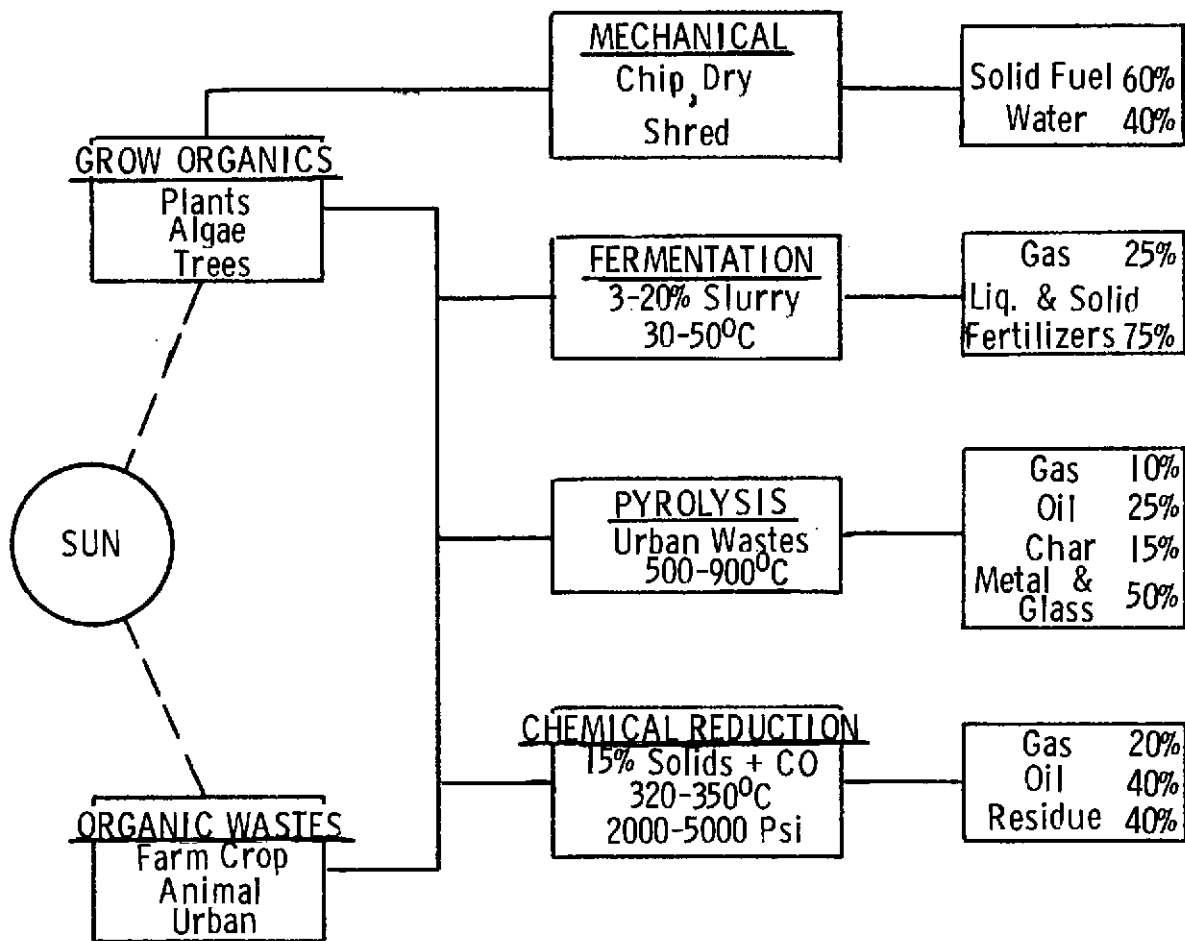 MECHANICAL
Chip, Dry
Shred
Solid Fuel 60%
Water 40%
GROW ORGANICS
Plants
Algae
Trees
FERMENTATION
3-20% Slurry
30-50⁰C
Gas 25%
Liq. & Solid
Fertilizers 75%
SUN
PYROLYSIS
Urban Wastes
500-900⁰C
Gas 10%
Oil 25%
Char 15%
Metal &
Glass 50%
CHEMICAL REDUCTION
15% Solids + CO
320-350⁰C
2000-5000 Psi
Gas 20%
Oil 40%
Residue 40%
ORGANIC WASTES
Farm Crop
Animal
Urban